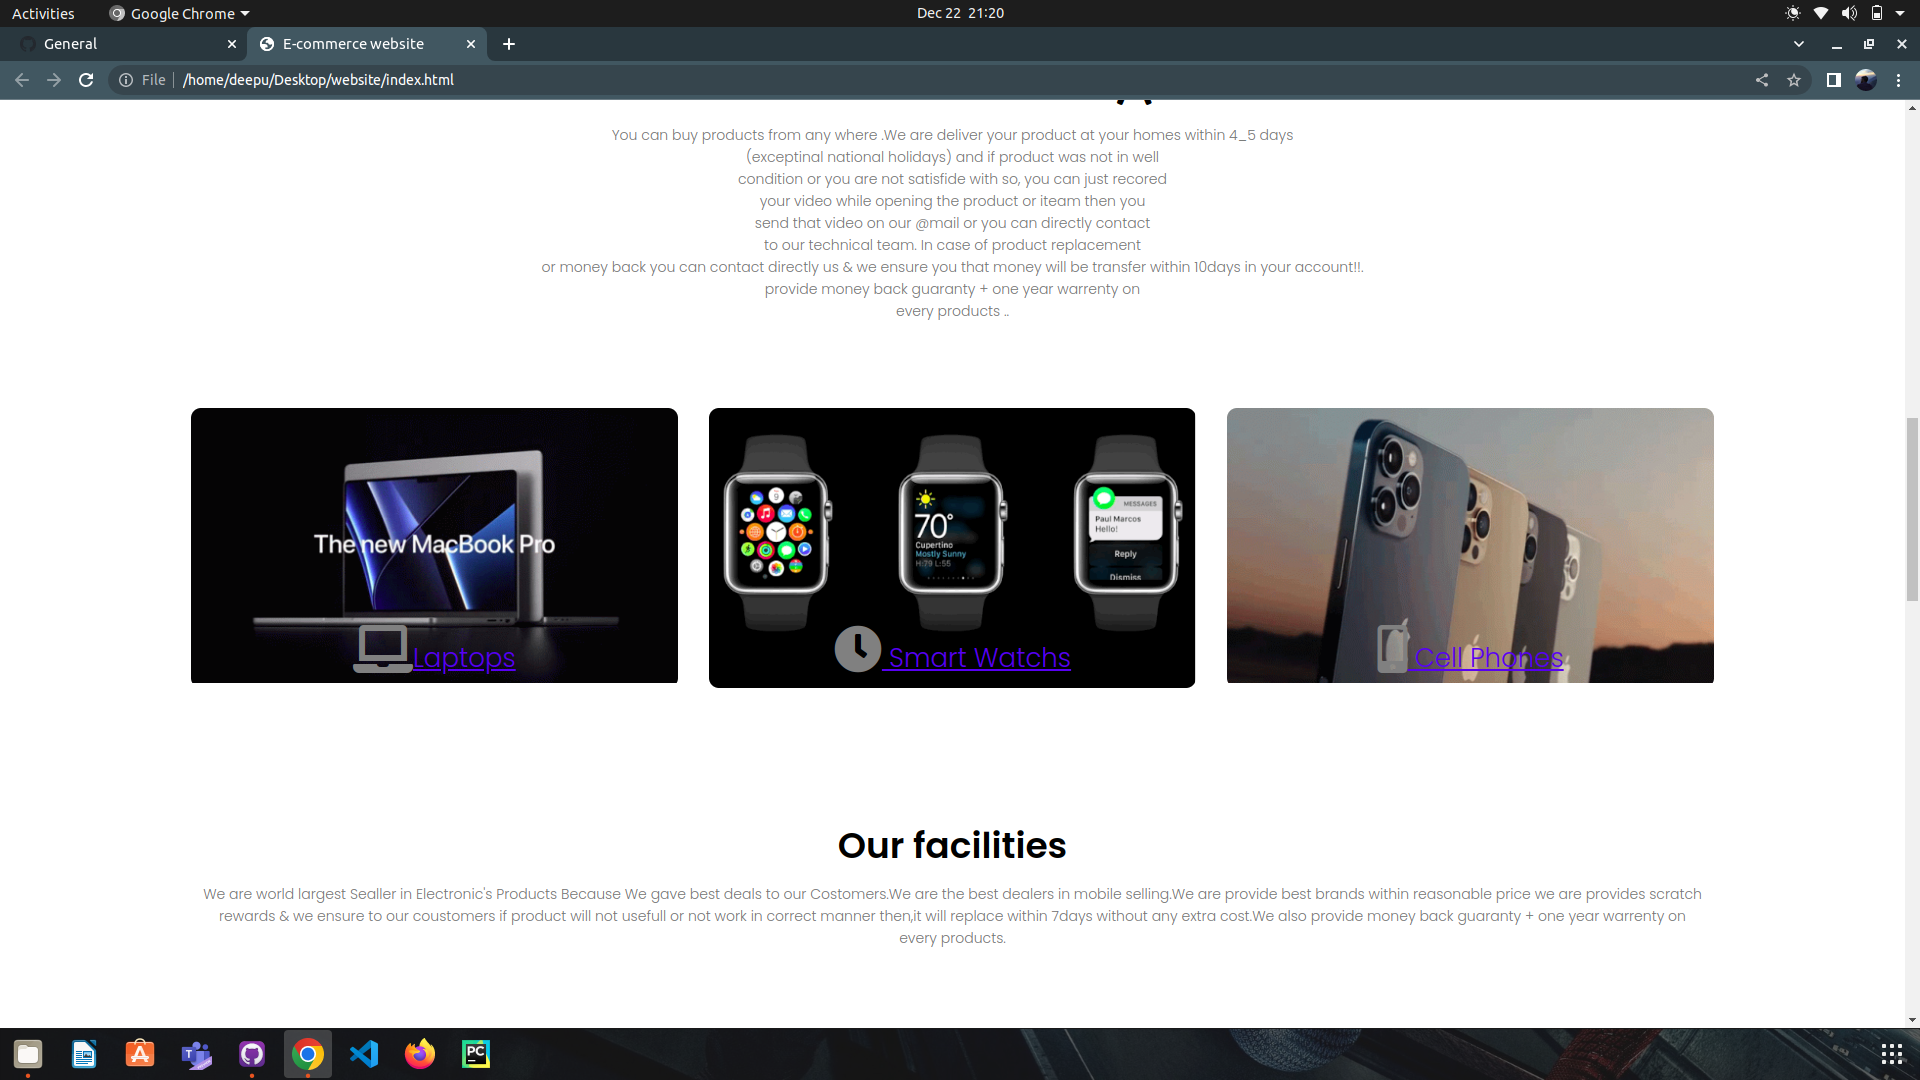 Activities
Google Chrome
Dec 22 21:20
General
E-commerce website
File
/home/deepu/Desktop/website/index.html
You can buy products from any where .We are deliver your product at your homes within 4_5 days
(exceptinal national holidays) and if product was not in well
condition or you are not satisfide with so, you can just recored
your video while opening the product or iteam then you
send that video on our @mail or you can directly contact
to our technical team. In case of product replacement
or money back you can contact directly us & we ensure you that money will be transfer within 10days in your account!!.
provide money back guaranty + one year warrenty on
every products ..
The new MacBook Pro
Laptops
9
70°
Cupertino
Mostly Sunny
H:79 L:55
MESSAGES
Paul Marcos
Hello!
Reply
Dismiss
Smart Watchs
Cell Phones
Our facilities
We are world largest Sealler in Electronic's Products Because We gave best deals to our Costomers.We are the best dealers in mobile selling.We are provide best brands within reasonable price we are provides scratch
rewards & we ensure to our coustomers if product will not usefull or not work in correct manner then,it will replace within 7days without any extra cost.We also provide money back guaranty + one year warrenty on
every products.
T
PC